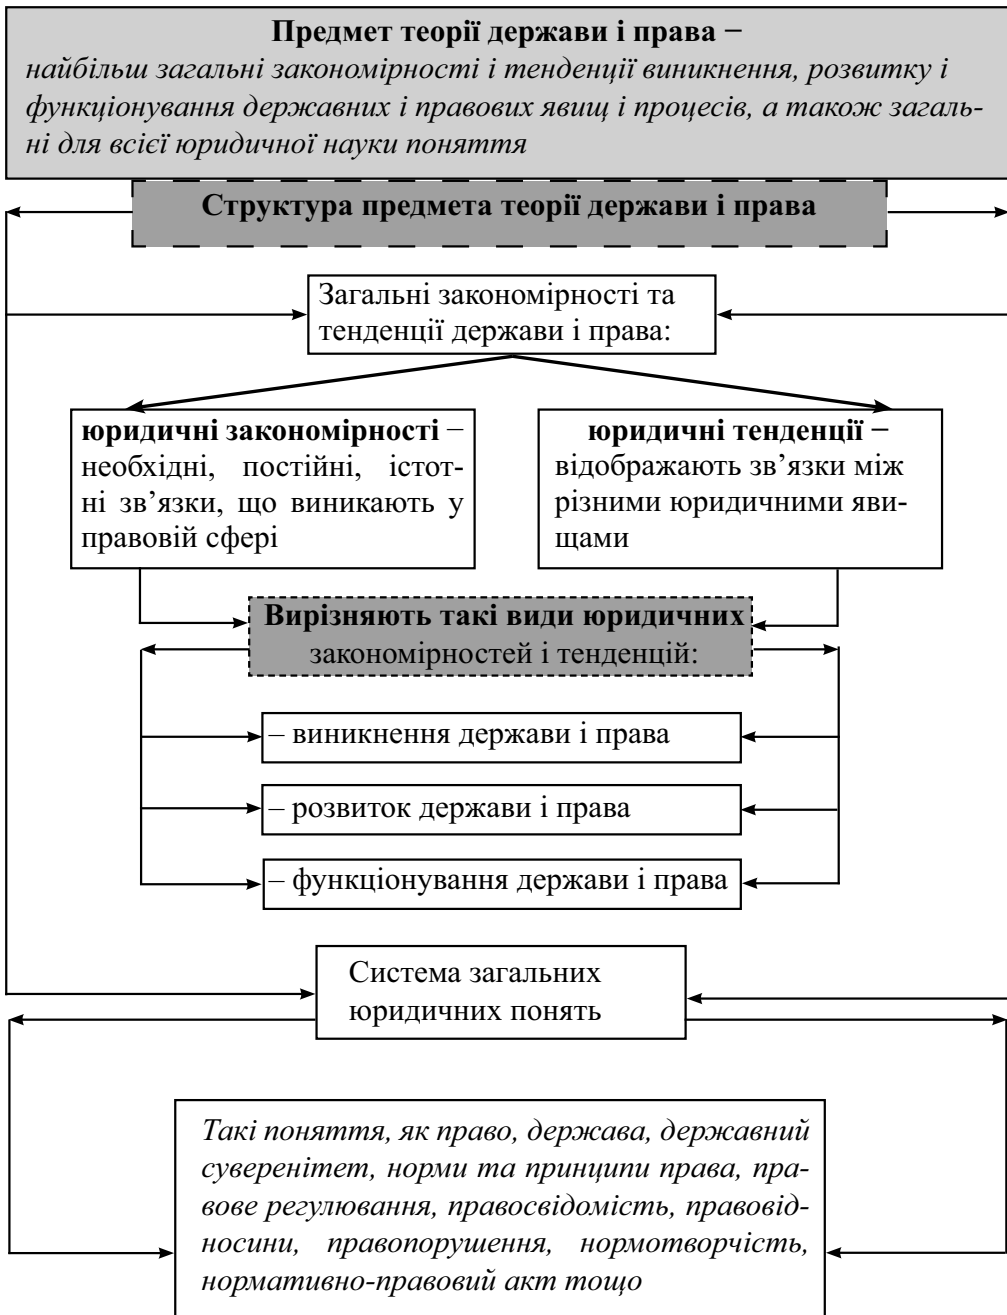 Предмет теорії держави і права −
найбільш загальні закономірності і тенденції виникнення, розвитку і
функціонування державних і правових явищ і процесів, а також загаль-
ні для всієї юридичної науки поняття
Структура предмета теорії держави і права
Загальні закономірності та
тенденції держави і права:
юридичні закономірності −
необхідні, постійні, істот-
ні зв’язки, що виникають у
правовій сфері
юридичні тенденції −
відображають зв’язки між
різними юридичними яви-
щами
Вирізняють такі види юридичних
закономірностей і тенденцій:
– виникнення держави і права
– розвиток держави і права
– функціонування держави і права
Система загальних
юридичних понять
Такі поняття, як право, держава, державний
суверенітет, норми та принципи права, пра-
вове регулювання, правосвідомість, правовід-
носини, правопорушення, нормотворчість,
нормативно-правовий акт тощо